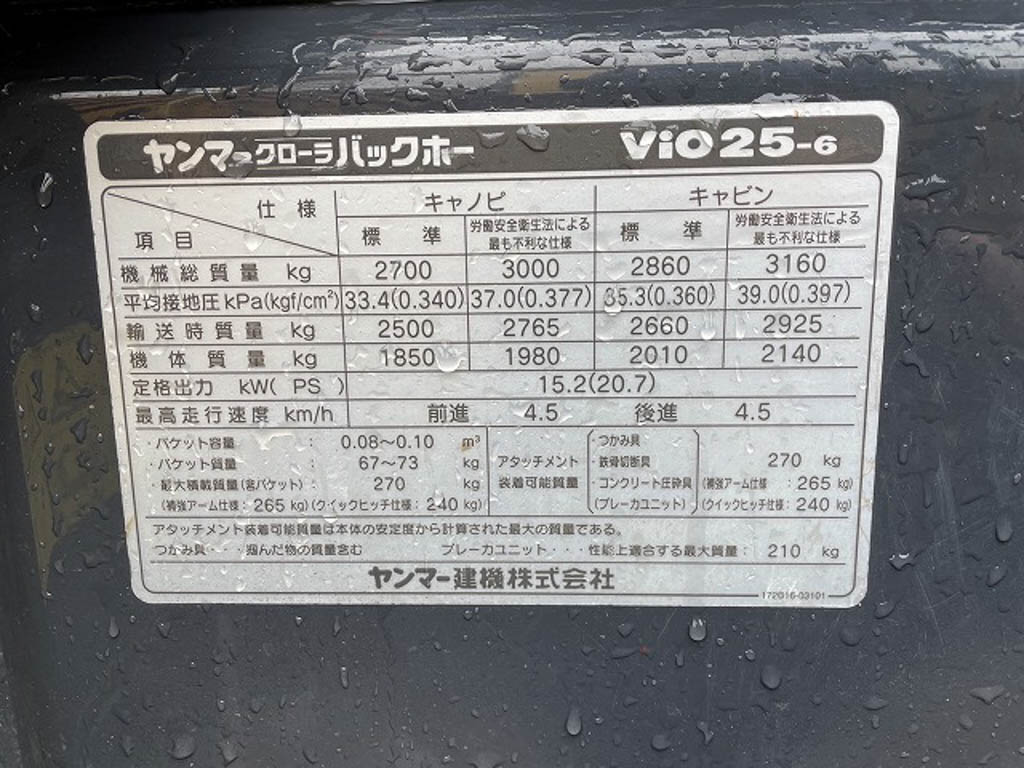 ヤンマークローラバックホー ViO25-6
仕様 キャノピ キャビン
項目 標準 労働安全衛生法による最も不利な仕様 標準 労働安全衛生法による最も不利な仕様
機械総質量 kg 2700 3000 2860 3160
平均接地圧 kPa(kgf/cm²) 33.4(0.340) 37.0(0.377) 35.3(0.360) 39.0(0.397)
輸送時質量 kg 2500 2765 2660 2925
機体質量 kg 1850 1980 2010 2140
定格出力 kW( PS ) 15.2(20.7)
最高走行速度 km/h 前進 4.5 後進 4.5
・バケット容量 : 0.08～0.10 m³
・バケット質量 : 67～73 kg
・最大積載質量(各バケット) : 270 kg
(補強アーム仕様: 265 kg) (クイックヒッチ仕様: 240 kg)
アタッチメント装着可能質量
・つかみ具
・鉄骨切断具 270 kg
・コンクリート圧砕具 (補強アーム仕様 : 265 kg)
(ブレーカユニット) (クイックヒッチ仕様: 240 kg)
アタッチメント装着可能質量は本体の安定度から計算された最大の質量である。
つかみ具・・・掴んだ物の質量含む ブレーカユニット・・・性能上適合する最大質量: 210 kg
ヤンマー建機株式会社
172016-03101